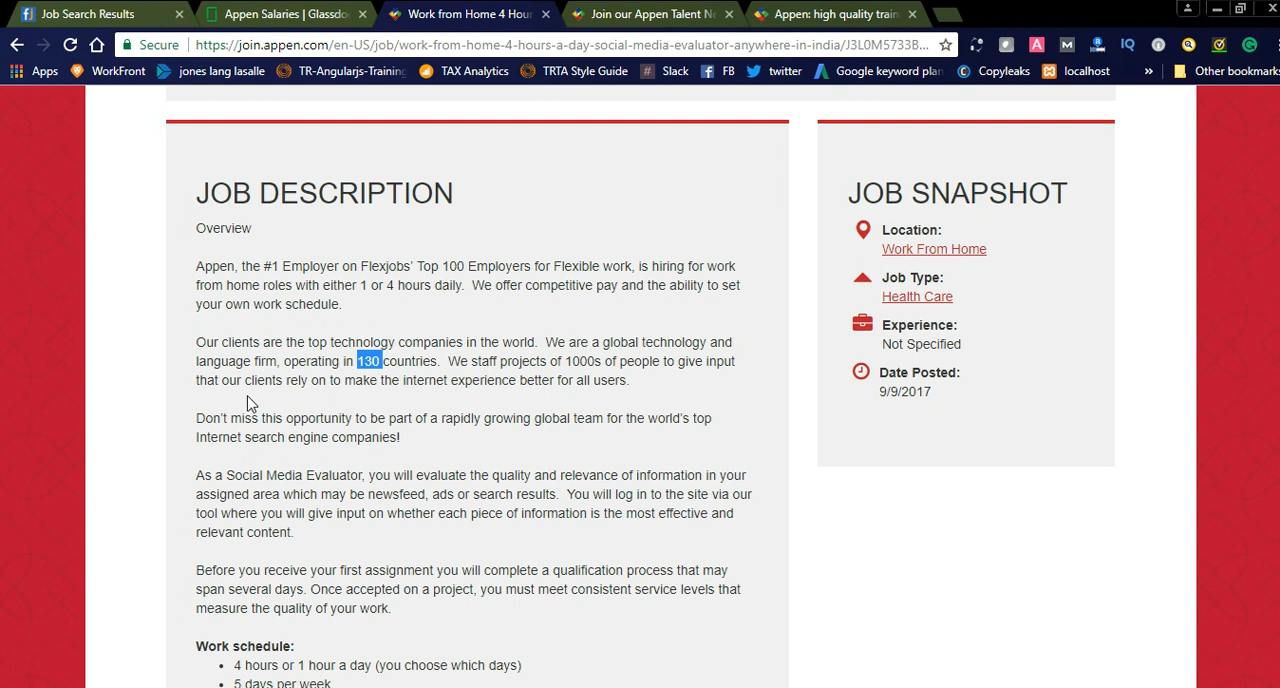 Job Search Results
Appen Salaries | Glassdo
Work from Home 4 Hour
Join our Appen Talent N
Appen: high quality train
Secure
https://join.appen.com/en-US/job/work-from-home-4-hours-a-day-social-media-evaluator-anywhere-in-india/J3L0M5733B...
Apps
WorkFront
jones lang lasalle
TR-Angularjs-Training
TAX Analytics
TRTA Style Guide
Slack
FB
twitter
Google keyword plan
Copyleaks
localhost
»
Other bookmarks
JOB DESCRIPTION
Overview
Appen, the #1 Employer on Flexjobs' Top 100 Employers for Flexible work, is hiring for work
from home roles with either 1 or 4 hours daily.  We offer competitive pay and the ability to set
your own work schedule.
Our clients are the top technology companies in the world.  We are a global technology and
language firm, operating in 130 countries.  We staff projects of 1000s of people to give input
that our clients rely on to make the internet experience better for all users.
Don't miss this opportunity to be part of a rapidly growing global team for the world's top
Internet search engine companies!
As a Social Media Evaluator, you will evaluate the quality and relevance of information in your
assigned area which may be newsfeed, ads or search results.  You will log in to the site via our
tool where you will give input on whether each piece of information is the most effective and
relevant content.
Before you receive your first assignment you will complete a qualification process that may
span several days. Once accepted on a project, you must meet consistent service levels that
measure the quality of your work.
Work schedule:
• 4 hours or 1 hour a day (you choose which days)
• 5 days per week
JOB SNAPSHOT
Location:
Work From Home
Job Type:
Health Care
Experience:
Not Specified
Date Posted:
9/9/2017